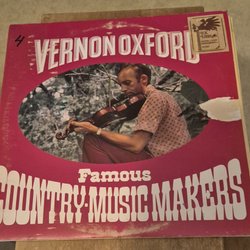 4
VERNON OXFORD
Famous
COUNTRY-MUSIC MAKERS